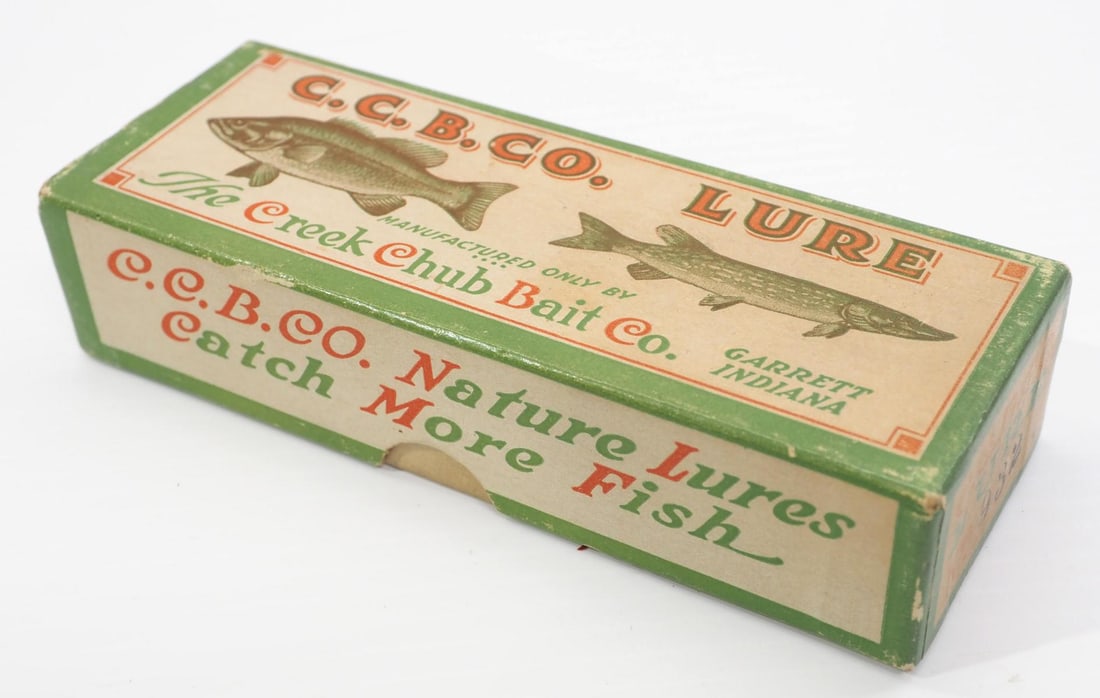 C.C.B.CO. LURE
MANUFACTURED ONLY BY
The Creek Chub Bait Co.
GARRETT
INDIANA
C.C.B.CO. Nature Lures
Catch More Fish